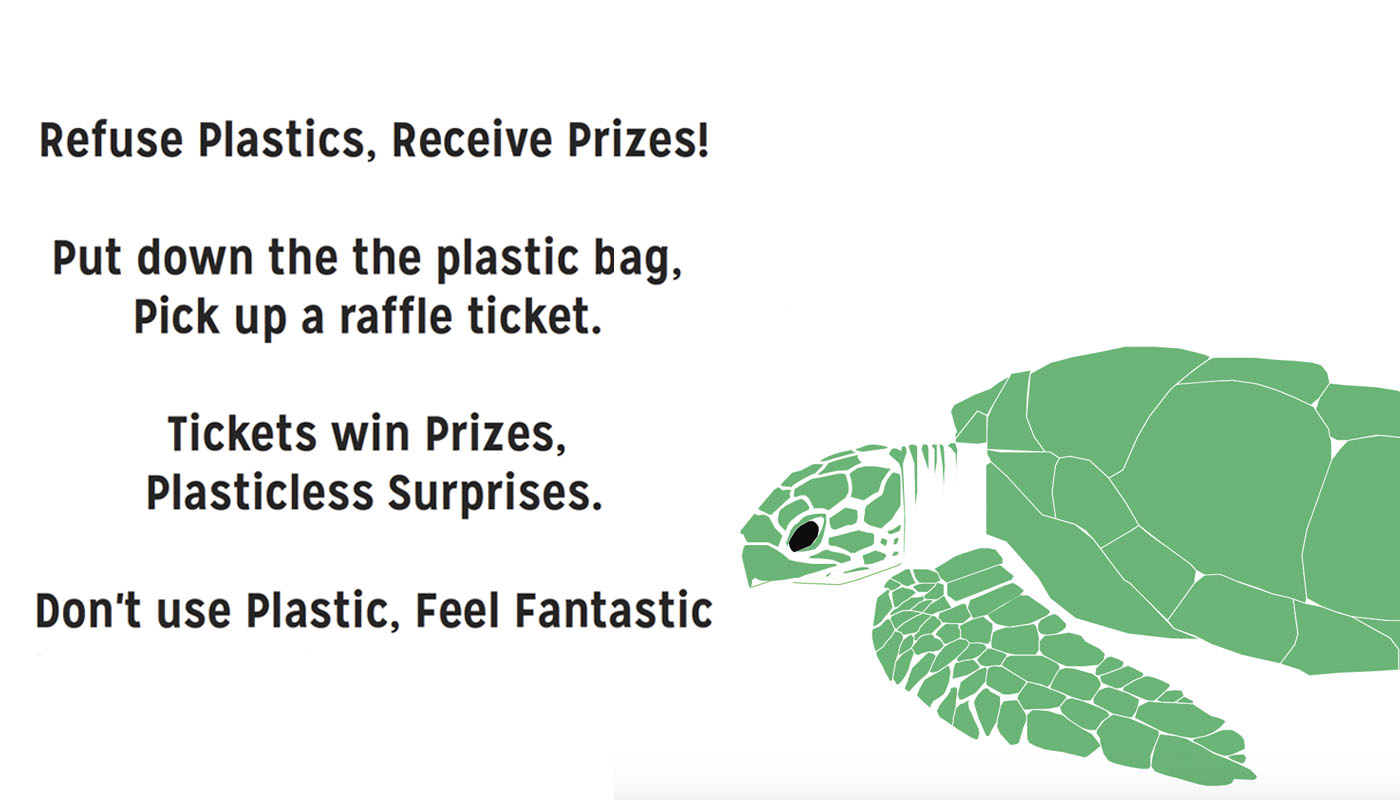 Refuse Plastics, Receive Prizes!
Put down the the plastic bag,
Pick up a raffle ticket.
Tickets win Prizes,
Plasticless Surprises.
Don't use Plastic, Feel Fantastic